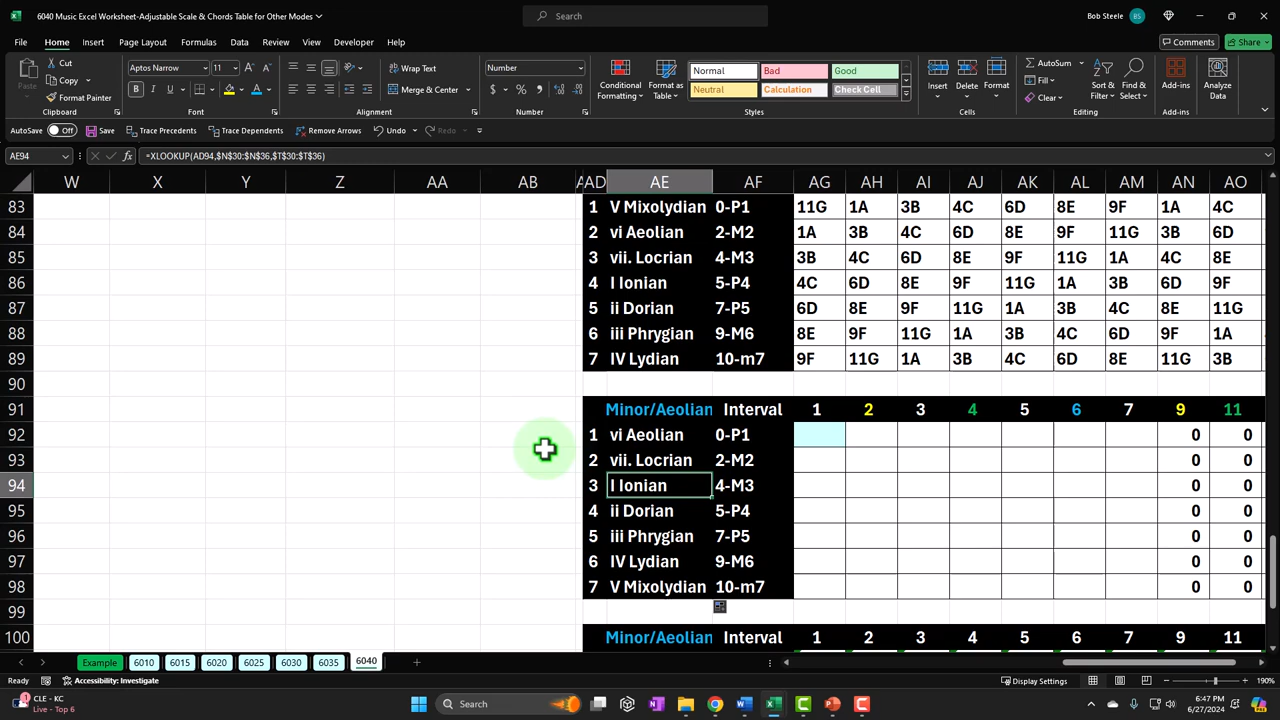 6040 Music Excel Worksheet-Adjustable Scale & Chords Table for Other Modes
Search
Bob Steele
BS
File Home Insert Draw Page Layout Formulas Data Review View Developer Help
Comments
Share
Cut
Copy
Format Painter
Paste
Clipboard
Aptos Narrow 11
B I U
Font
Wrap Text
Merge & Center
Alignment
Number
$ % 9
Number
Conditional Formatting
Format as Table
Normal Bad Good
Neutral Calculation Check Cell
Styles
Insert Delete Format
Cells
AutoSum
Fill
Clear
Sort & Filter
Find & Select
Editing
Add-ins
Add-ins
Analyze Data
AutoSave Off Save Trace Precedents Trace Dependents Remove Arrows Undo Redo
AE94 fx =XLOOKUP(AD94,$N$30:$N$36,$T$30:$T$36)
W X Y Z AA AB AD AE AF AG AH AI AJ AK AL AM AN AO
83 1 V Mixolydian 0-P1 11G 1A 3B 4C 6D 8E 9F 1A 4C
84 2 vi Aeolian 2-M2 1A 3B 4C 6D 8E 9F 11G 3B 6D
85 3 vii. Locrian 4-M3 3B 4C 6D 8E 9F 11G 1A 4C 8E
86 4 I Ionian 5-P4 4C 6D 8E 9F 11G 1A 3B 6D 9F
87 5 ii Dorian 7-P5 6D 8E 9F 11G 1A 3B 4C 8E 11G
88 6 iii Phrygian 9-M6 8E 9F 11G 1A 3B 4C 6D 9F 1A
89 7 IV Lydian 10-m7 9F 11G 1A 3B 4C 6D 8E 11G 3B
90
91 Minor/Aeolian Interval 1 2 3 4 5 6 7 9 11
92 1 vi Aeolian 0-P1 0 0
93 2 vii. Locrian 2-M2 0 0
94 3 I Ionian 4-M3 0 0
95 4 ii Dorian 5-P4 0 0
96 5 iii Phrygian 7-P5 0 0
97 6 IV Lydian 9-M6 0 0
98 7 V Mixolydian 10-m7 0 0
99
100 Minor/Aeolian Interval 1 2 3 4 5 6 7 9 11
Example 6010 6015 6020 6025 6030 6035 6040
Ready Accessibility: Investigate Display Settings 190%
CLE - KC
Live - Top 6
1
Search
6:47 PM
6/27/2024